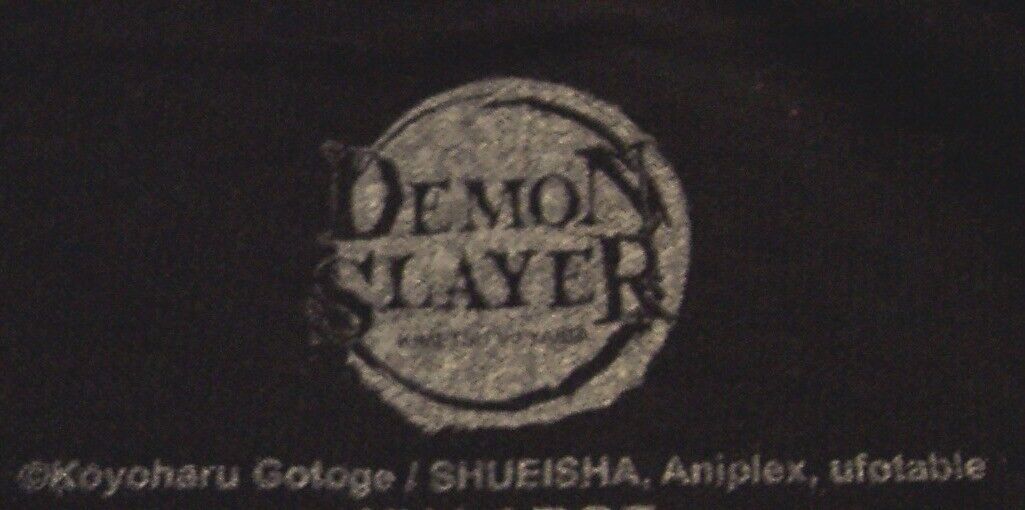 DEMON
SLAYER
©Koyoharu Gotoge / SHUEISHA, Aniplex, ufotable